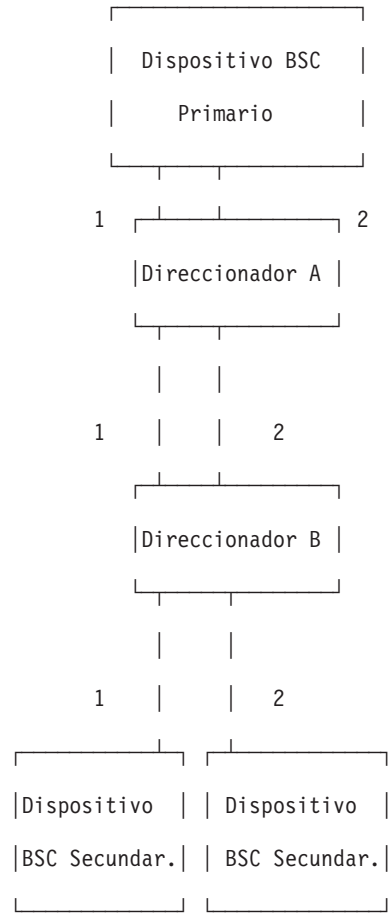 Dispositivo BSC
Primario
1 2
Direccionador A
1 2
Direccionador B
1 2
Dispositivo Dispositivo
BSC Secundar. BSC Secundar.